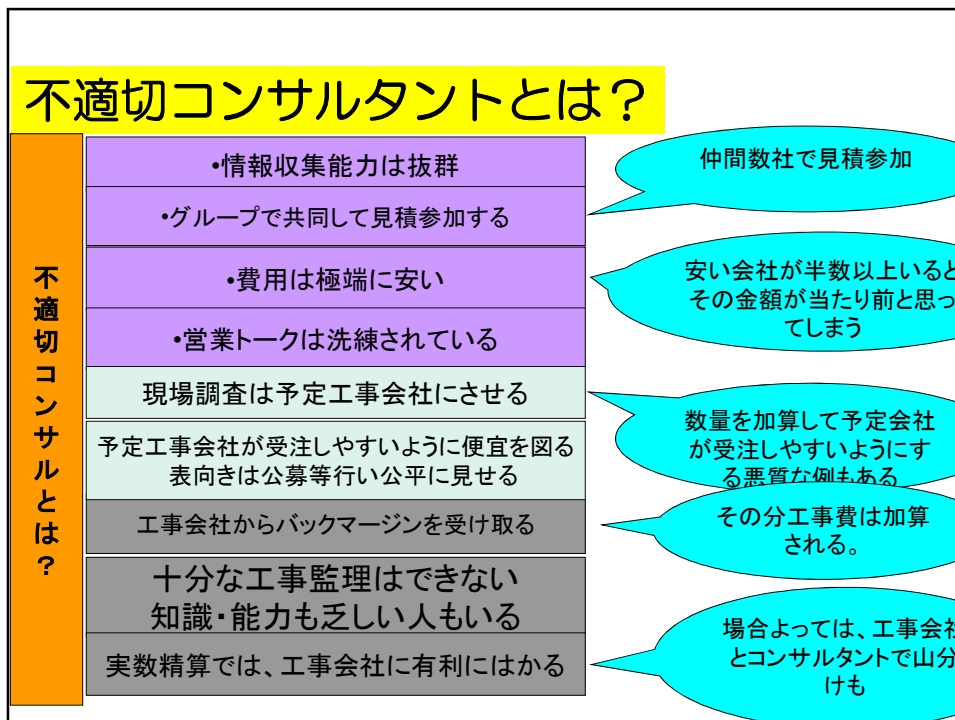 不適切コンサルタントとは？
不適切コンサルとは？
•情報収集能力は抜群
•グループで共同して見積参加する
•費用は極端に安い
•営業トークは洗練されている
現場調査は予定工事会社にさせる
予定工事会社が受注しやすいように便宜を図る
表向きは公募等行い公平に見せる
工事会社からバックマージンを受け取る
十分な工事監理はできない
知識・能力も乏しい人もいる
実数精算では、工事会社に有利にはかる
仲間数社で見積参加
安い会社が半数以上いると
その金額が当たり前と思っ
てしまう
数量を加算して予定会社
が受注しやすいようにす
る悪質な例もある
その分工事費は加算
される。
場合よっては、工事会社
とコンサルタントで山分
けも